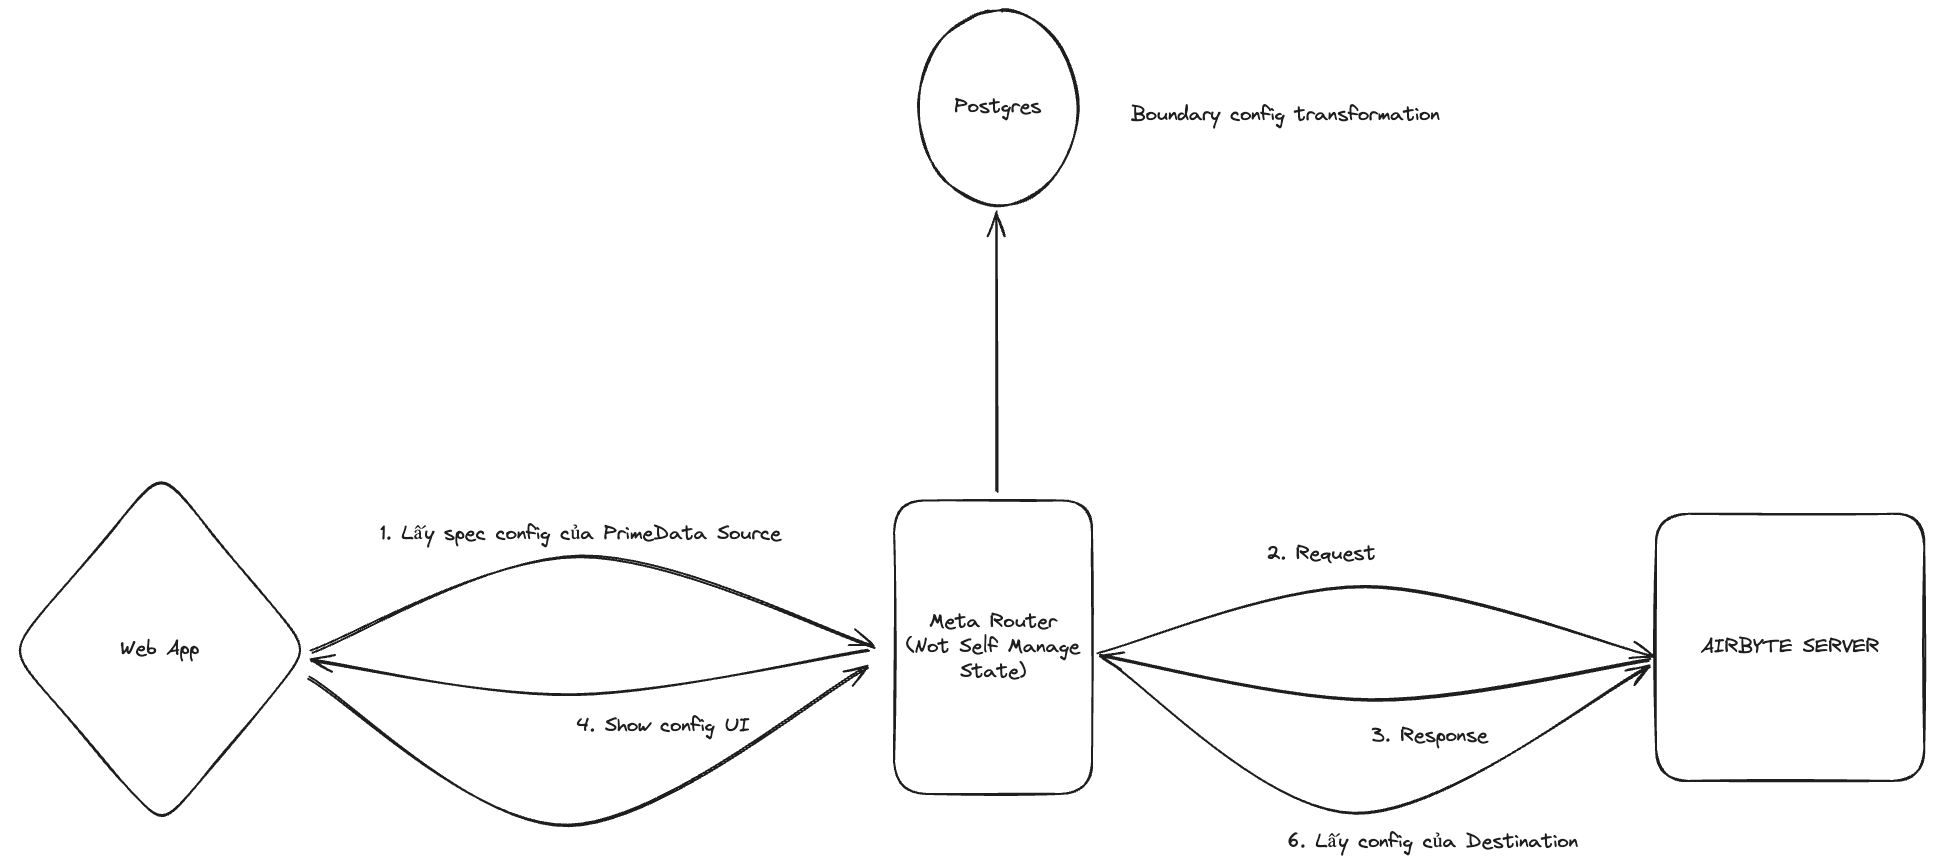 Postgres
Boundary config transformation
1. Lấy spec config của PrimeData Source
2. Request
Meta Router
(Not Self Manage
State)
Web App
AIRBYTE SERVER
4. Show config UI
3. Response
6. Lấy config của Destination